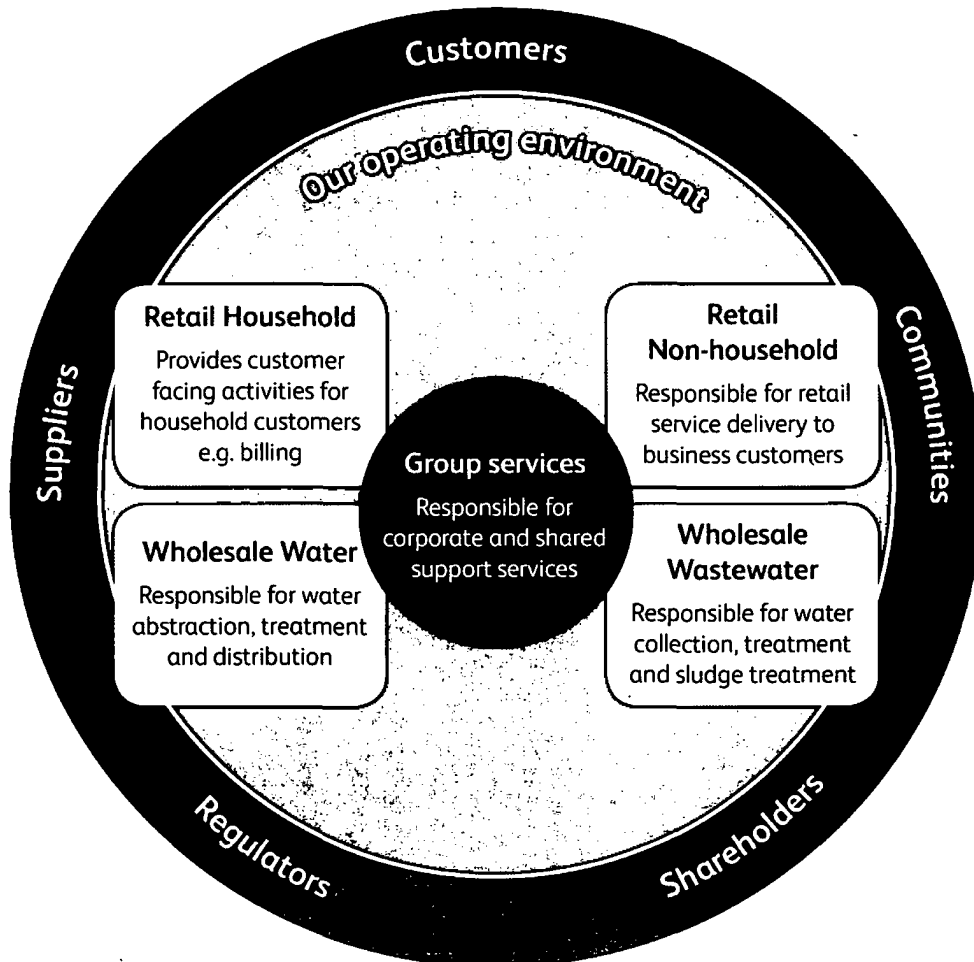 Customers
Our operating environment
Suppliers
Communities
Retail Household
Provides customer
facing activities for
household customers
e.g. billing
Retail
Non-household
Responsible for retail
service delivery to
business customers
Group services
Responsible for
corporate and shared
support services
Wholesale Water
Responsible for water
abstraction, treatment
and distribution
Wholesale
Wastewater
Responsible for water
collection, treatment
and sludge treatment
Regulators
Shareholders